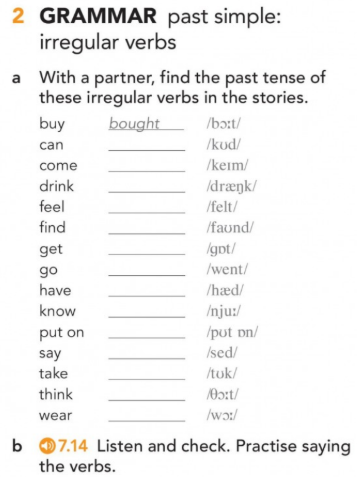 2 GRAMMAR past simple:
irregular verbs
a With a partner, find the past tense of
these irregular verbs in the stories.
buy bought /bɔːt/
can /kʊd/
come /keɪm/
drink /dræŋk/
feel /felt/
find /faʊnd/
get /gɒt/
go /went/
have /hæd/
know /njuː/
put on /pʊt ɒn/
say /sed/
take /tʊk/
think /θɔːt/
wear /wɔː/
b 7.14 Listen and check. Practise saying
the verbs.